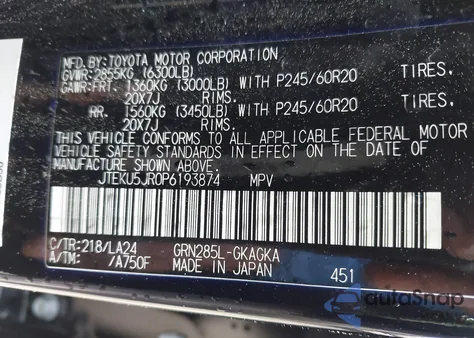 MFD.BY:TOYOTA MOTOR CORPORATION
GVWR:2855KG (6300LB)
GAWR:FRT. 1360KG (3000LB) WITH P245/60R20 TIRES,
20X7J RIMS.
RR. 1560KG (3450LB) WITH P245/60R20 TIRES,
20X7J RIMS.
THIS VEHICLE CONFORMS TO ALL APPLICABLE FEDERAL MOTOR
VEHICLE SAFETY STANDARDS IN EFFECT ON THE DATE OF
MANUFACTURE SHOWN ABOVE.
JTEKU5JR0P6193874 MPV
C/TR:218/LA24 GRN285L-GKAGKA
A/TM: /A750F MADE IN JAPAN 451
autoSnap